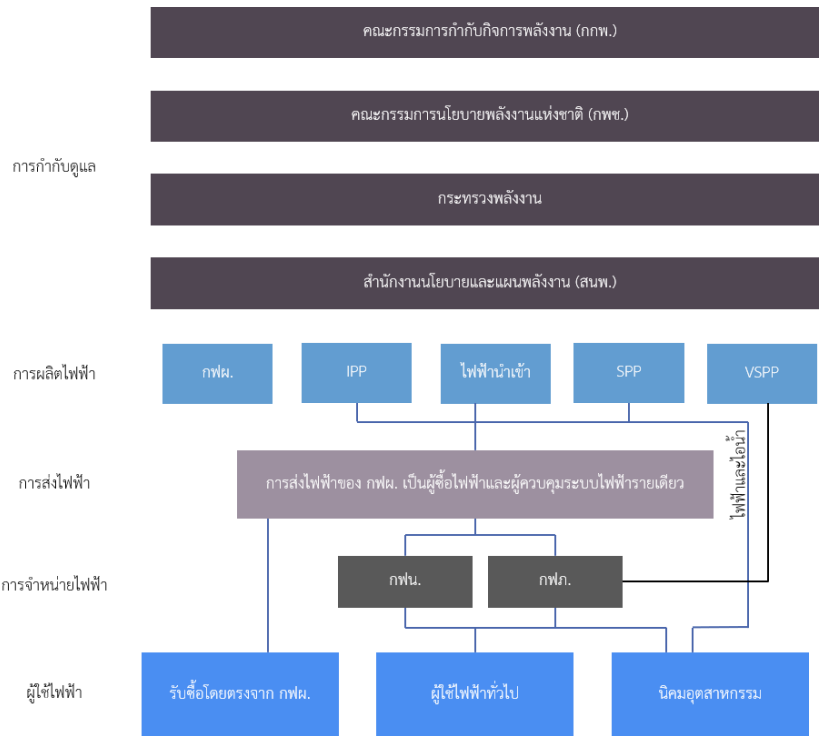 คณะกรรมการกำกับกิจการพลังงาน (กกพ.)
คณะกรรมการนโยบายพลังงานแห่งชาติ (กพช.)
การกำกับดูแล
กระทรวงพลังงาน
สำนักงานนโยบายและแผนพลังงาน (สนพ.)
การผลิตไฟฟ้า
กฟผ.
IPP
ไฟฟ้านำเข้า
SPP
VSPP
ไฟฟ้าและไอน้ำ
การส่งไฟฟ้า
การส่งไฟฟ้าของ กฟผ. เป็นผู้ซื้อไฟฟ้าและผู้ควบคุมระบบไฟฟ้ารายเดียว
การจำหน่ายไฟฟ้า
กฟน.
กฟภ.
ผู้ใช้ไฟฟ้า
รับซื้อโดยตรงจาก กฟผ.
ผู้ใช้ไฟฟ้าทั่วไป
นิคมอุตสาหกรรม